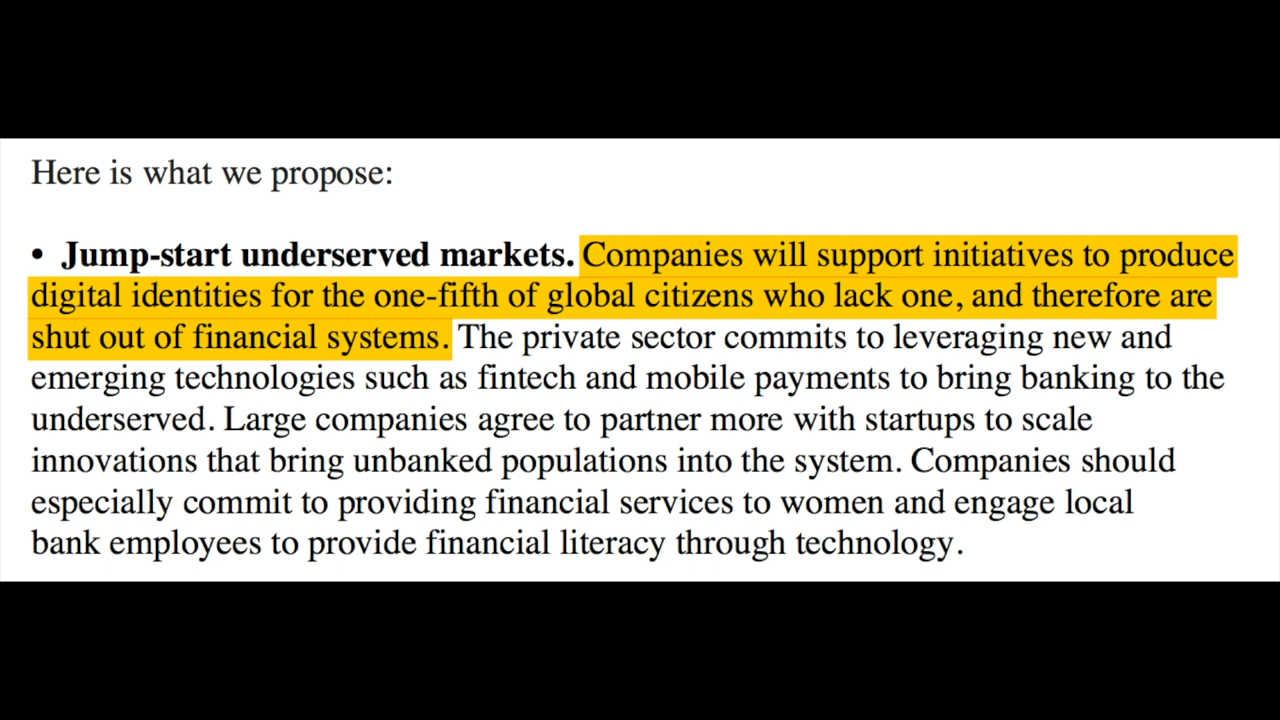 Here is what we propose:
• Jump-start underserved markets. Companies will support initiatives to produce
digital identities for the one-fifth of global citizens who lack one, and therefore are
shut out of financial systems. The private sector commits to leveraging new and
emerging technologies such as fintech and mobile payments to bring banking to the
underserved. Large companies agree to partner more with startups to scale
innovations that bring unbanked populations into the system. Companies should
especially commit to providing financial services to women and engage local
bank employees to provide financial literacy through technology.